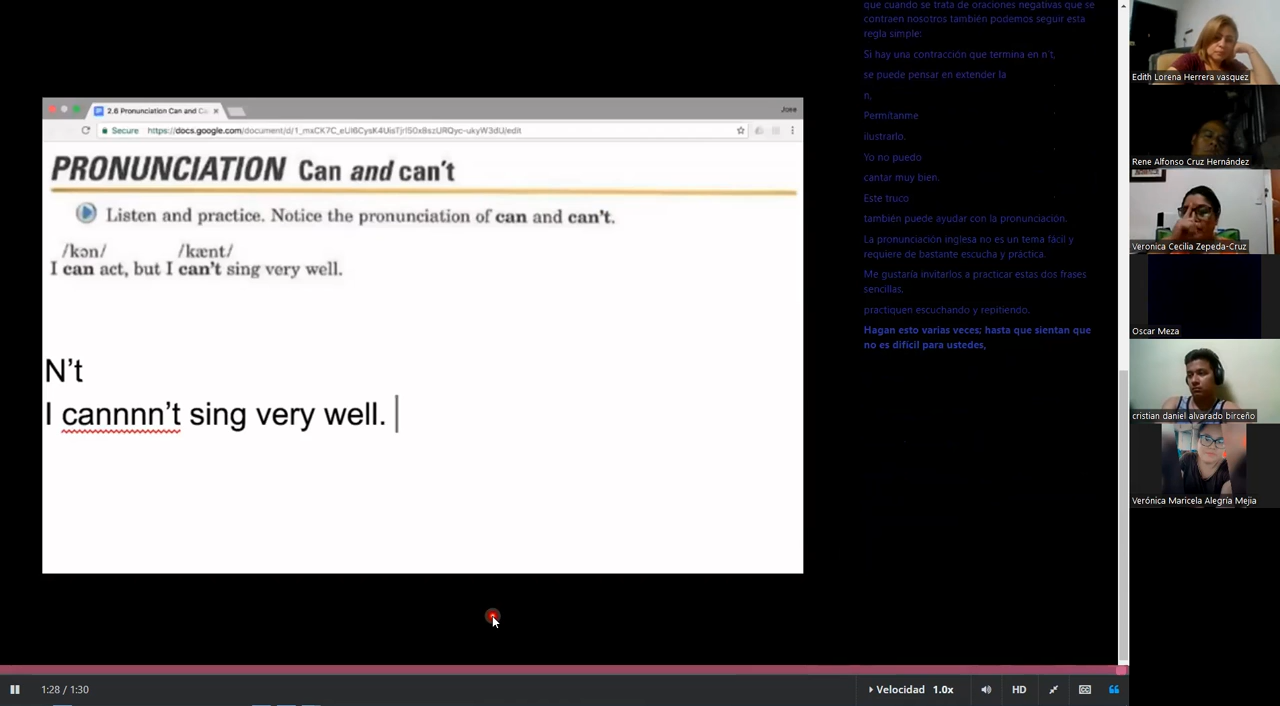 2.6 Pronunciation Can and Ca
Jose
Secure
PRONUNCIATION Can and can't
Listen and practice. Notice the pronunciation of can and can't.
/kən/ /kænt/
I can act, but I can't sing very well.
N't
I cannnn't sing very well.
que cuando se trata de oraciones negativas que se
contraen nosotros también podemos seguir esta
regla simple:
Si hay una contracción que termina en n´t,
se puede pensar en extender la
n.
Permítanme
ilustrarlo.
Yo no puedo
cantar muy bien.
Este truco
también puede ayudar con la pronunciación.
La pronunciación inglesa no es un tema fácil y
requiere de bastante escucha y práctica.
Me gustaría invitarlos a practicar estas dos frases
sencillas,
practiquen escuchando y repitiendo.
Hagan esto varias veces; hasta que sientan que
no es difícil para ustedes,
Edith Lorena Herrera vasquez
Rene Alfonso Cruz Hernández
Veronica Cecilia Zepeda-Cruz
Oscar Meza
cristian daniel alvarado birceño
Verónica Maricela Alegría Mejia
1:28 / 1:30
Velocidad 1.0x
HD
CC